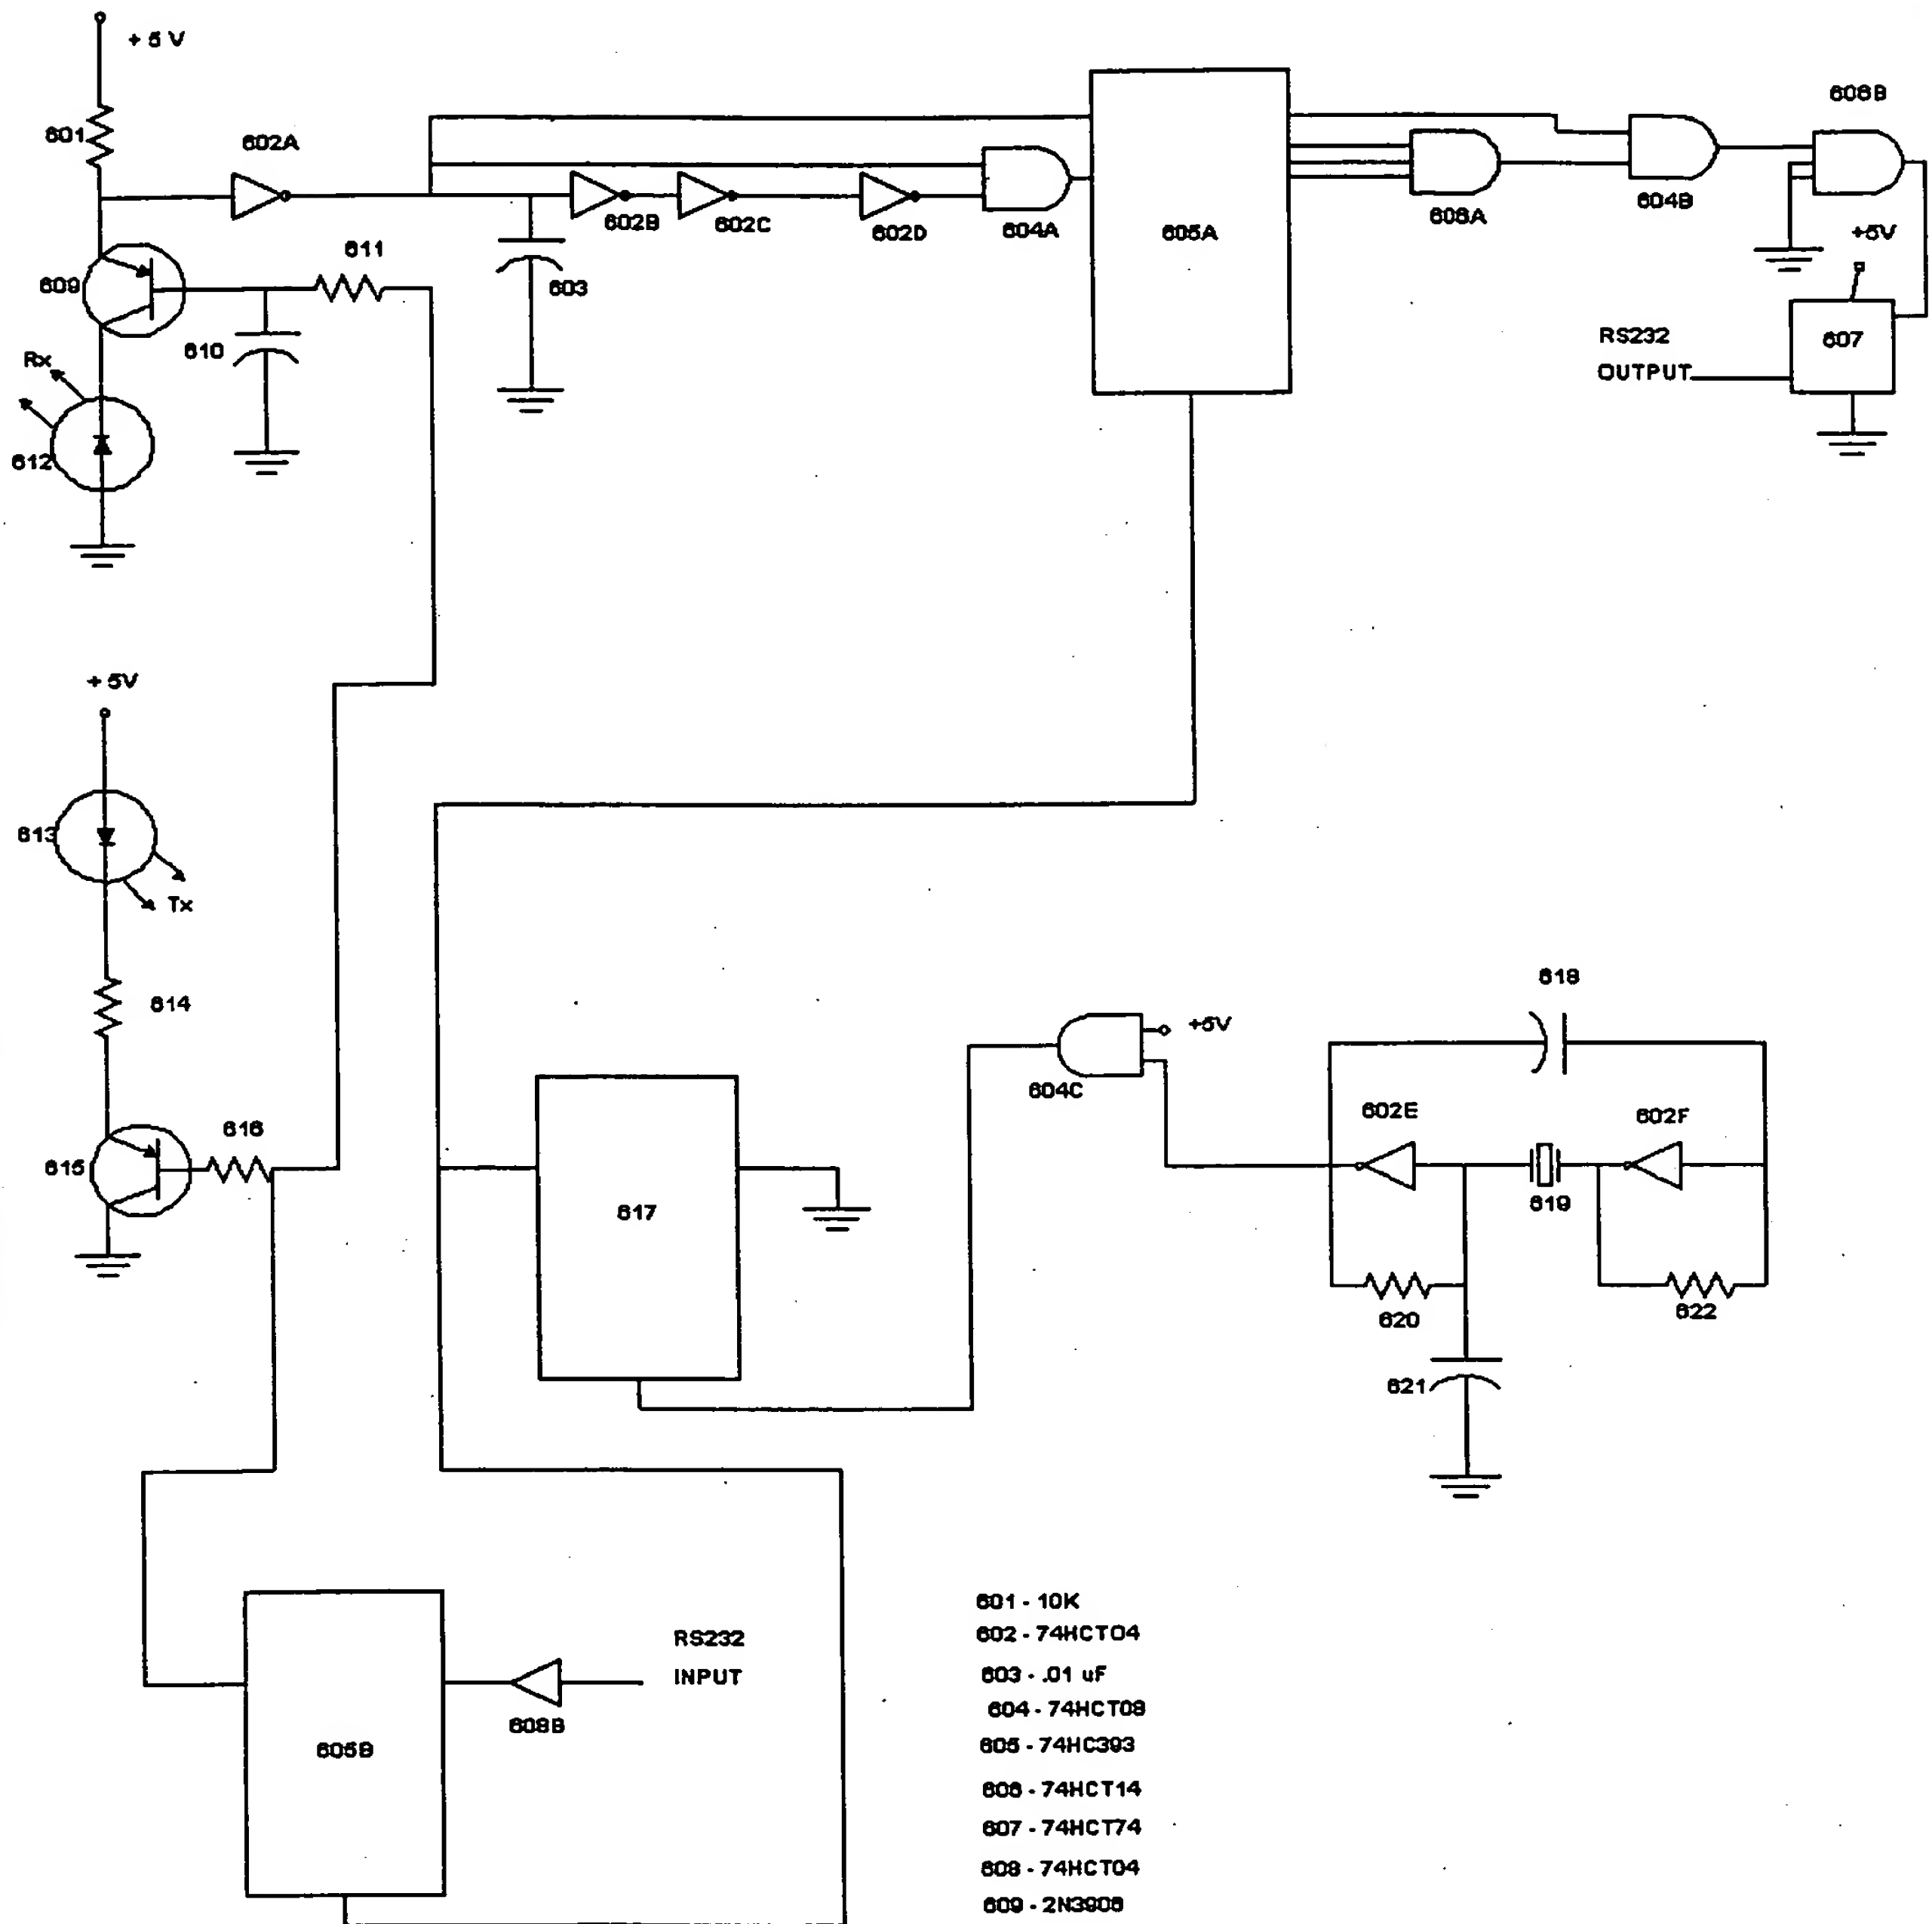 + 5 V
601
602A
608B
602B
602C
602D
604A
605A
606A
604B
+5V
609
611
603
610
Rx
612
RS232
OUTPUT
607
+ 5V
613
Tx
614
618
+5V
604C
602E
602F
616
615
617
619
620
622
621
RS232
INPUT
608B
605B
601 - 10K
602 - 74HCT04
603 - .01 uF
604 - 74HCT08
605 - 74HC393
606 - 74HCT14
607 - 74HCT74
608 - 74HCT04
609 - 2N3906